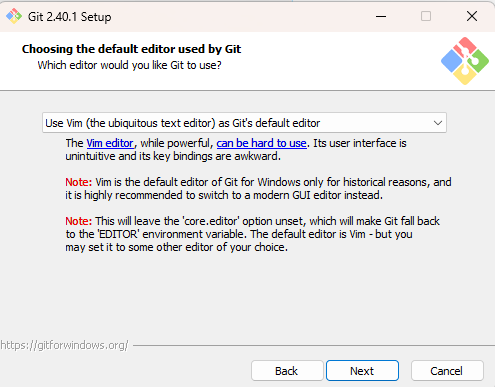 Git 2.40.1 Setup
Choosing the default editor used by Git
Which editor would you like Git to use?
Use Vim (the ubiquitous text editor) as Git's default editor
The Vim editor, while powerful, can be hard to use. Its user interface is
unintuitive and its key bindings are awkward.
Note: Vim is the default editor of Git for Windows only for historical reasons, and
it is highly recommended to switch to a modern GUI editor instead.
Note: This will leave the 'core.editor' option unset, which will make Git fall back
to the 'EDITOR' environment variable. The default editor is Vim - but you
may set it to some other editor of your choice.
https://gitforwindows.org/
Back
Next
Cancel